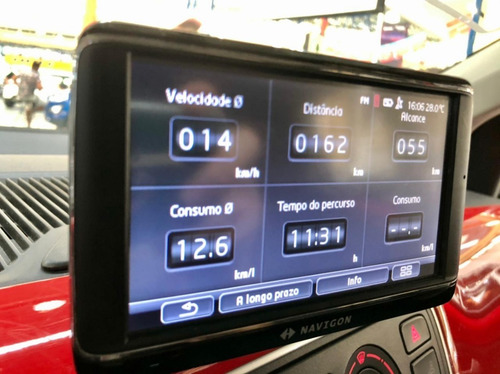 FM 16:06 28.0°C
Velocidade Ø
Distância
Alcance
014
0162
055
km/h
km
km
Consumo Ø
Tempo do percurso
Consumo
12.6
11:31
--.-
km/l
h
km/l
A longo prazo
Info
NAVIGON